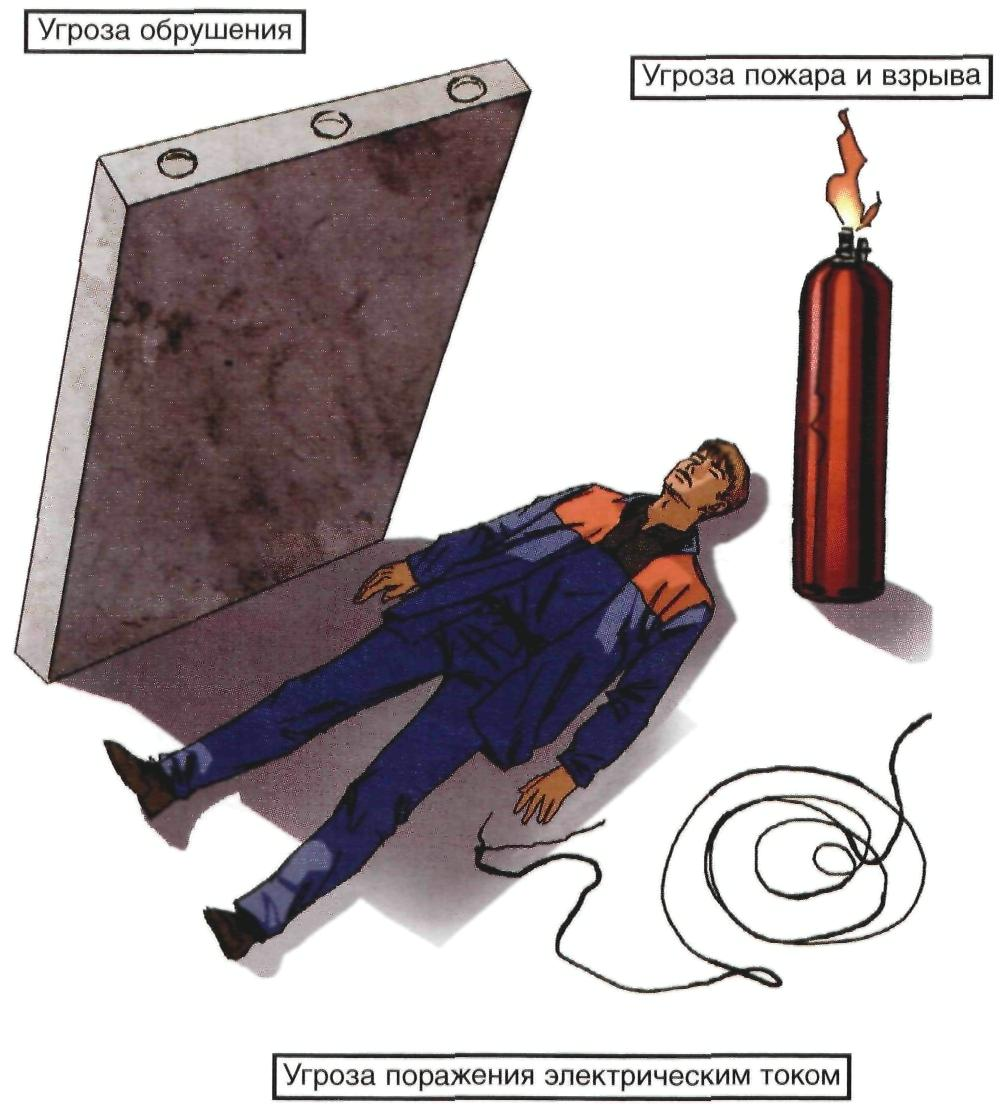 Угроза обрушения
Угроза пожара и взрыва
Угроза поражения электрическим током